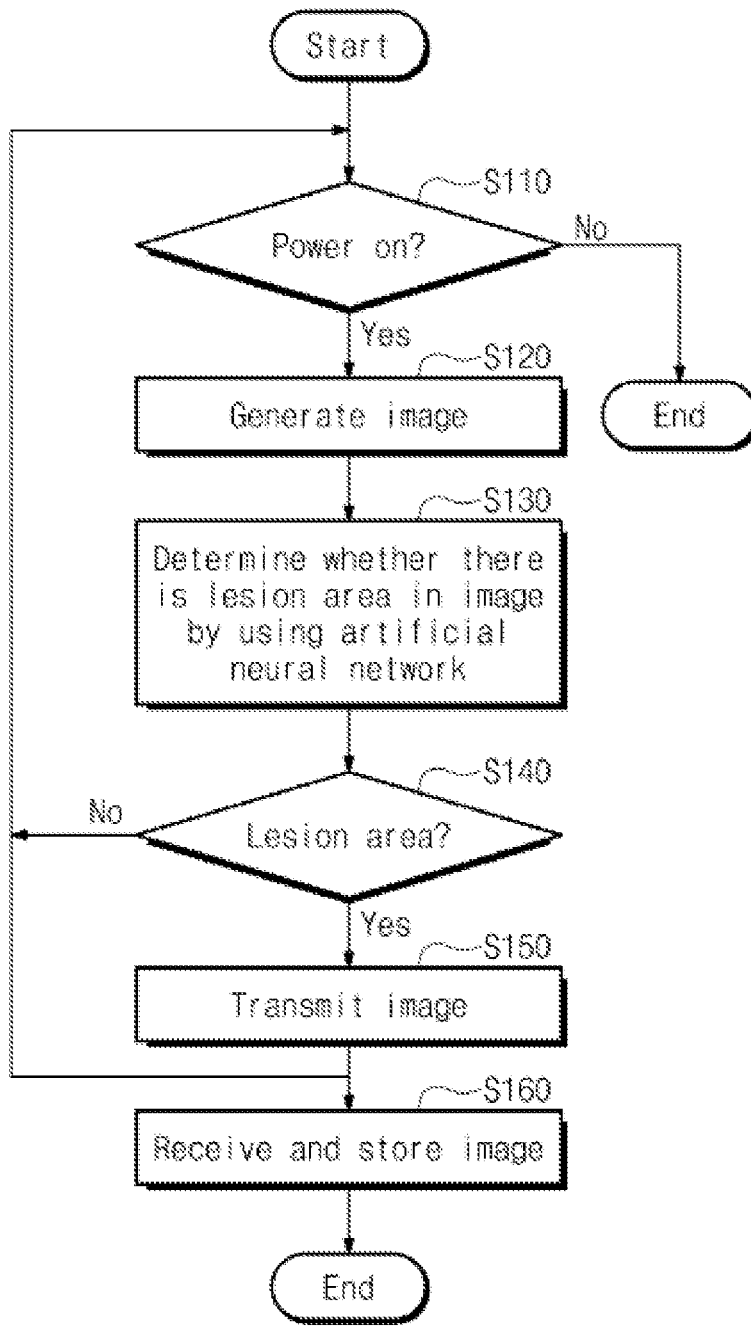 Start
S110
Power on?
No
Yes
S120
Generate image
End
S130
Determine whether there
is lesion area in image
by using artificial
neural network
S140
No
Lesion area?
Yes
S150
Transmit image
S160
Receive and store image
End